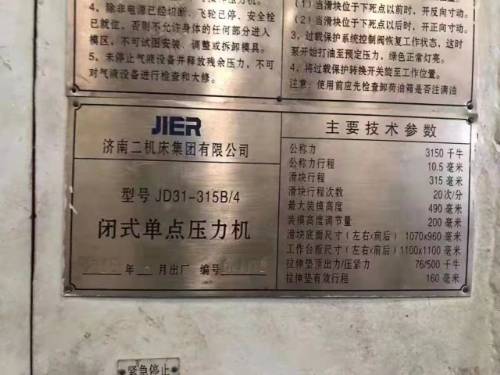 4、除非电源已经切断、飞轮已停、安全栓
已就位，否则不允许身体的任何部分进入
模区，不可试图安装、调整或拆卸模具。
5、未停止气液设备并释放残余压力，不可
对气液设备进行检查和大修。
(1) 当滑块位于下死点以前时，开反向寸动。
(2) 当滑块位于下死点以后时，开正向寸动。
3、过载保护系统控制阀恢复工作状态，这时
泵开始打油至预定压力，绿色正常灯亮。
4、将过载保护转换开关旋至工作位置。
注意：使用前应先检查卸荷油箱是否注满油
JIER
济南二机床集团有限公司
型号 JD31-315B/4
闭式单点压力机
年 月出厂 编号
主要技术参数
公称力 3150 千牛
公称力行程 10.5 毫米
滑块行程 315 毫米
滑块行程次数 20 次/分
最大装模高度 490 毫米
装模高度调节量 200 毫米
滑块底面尺寸(左右x前后) 1070x960 毫米
工作台板尺寸(左右x前后) 1100x1100 毫米
拉伸垫顶出力/压紧力 76/500 千牛
拉伸垫有效行程 160 毫米
紧急停止